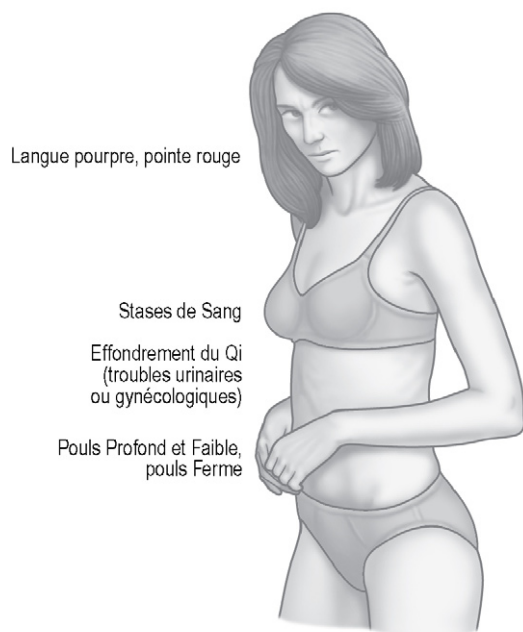 Langue pourpre, pointe rouge
Stases de Sang
Effondrement du Qi
(troubles urinaires
ou gynécologiques)
Pouls Profond et Faible,
pouls Ferme